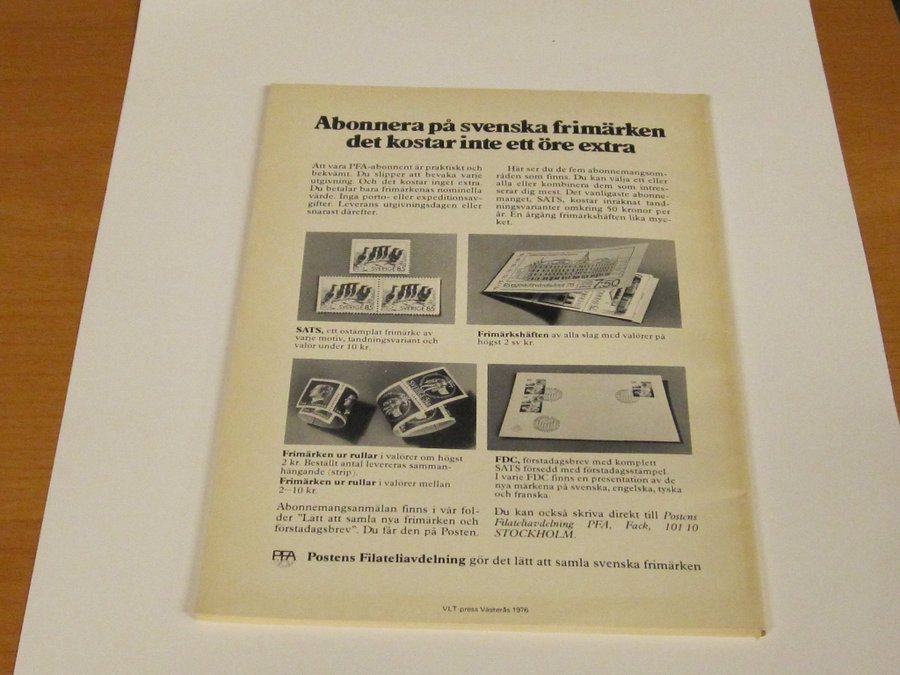 Abonnera på svenska frimärken
det kostar inte ett öre extra
Att vara PFA-abonnent är praktiskt och
bekvämt. Du slipper att bevaka varje
utgivning. Och det kostar inget extra.
Du betalar bara frimärkenas nominella
värde. Inga porto- eller expeditionsav-
gifter. Leverans utgivningsdagen eller
snarast därefter.
Här ser du de fem abonnemangsom-
råden som finns. Du kan välja ett eller
alla eller kombinera dem som intres-
serar dig mest. Det vanligaste abonne-
manget, SATS, kostar inräknat tand-
ningsvarianter omkring 50 kronor per
år. En årgång frimärkshäften lika myc-
ket.
SVERIGE 85
SVERIGE 85
SVERIGE 85
7:50
SATS, ett ostämplat frimärke av
varje motiv, tandningsvariant och
valör under 10 kr.
Frimärkshäften av alla slag med valörer på
högst 2 sv kr.
Frimärken ur rullar i valörer om högst
2 kr. Beställt antal levereras samman-
hängande (strip).
Frimärken ur rullar i valörer mellan
2—10 kr.
FDC, förstadagsbrev med komplett
SATS försedd med förstadagsstämpel.
I varje FDC finns en presentation av de
nya märkena på svenska, engelska, tyska
och franska.
Abonnemangsanmälan finns i vår fol-
der "Lätt att samla nya frimärken och
förstadagsbrev". Du får den på Posten.
Du kan också skriva direkt till Postens
Filateliavdelning PFA, Fack, 101 10
STOCKHOLM.
PFA Postens Filateliavdelning gör det lätt att samla svenska frimärken
VLT-press Västerås 1976